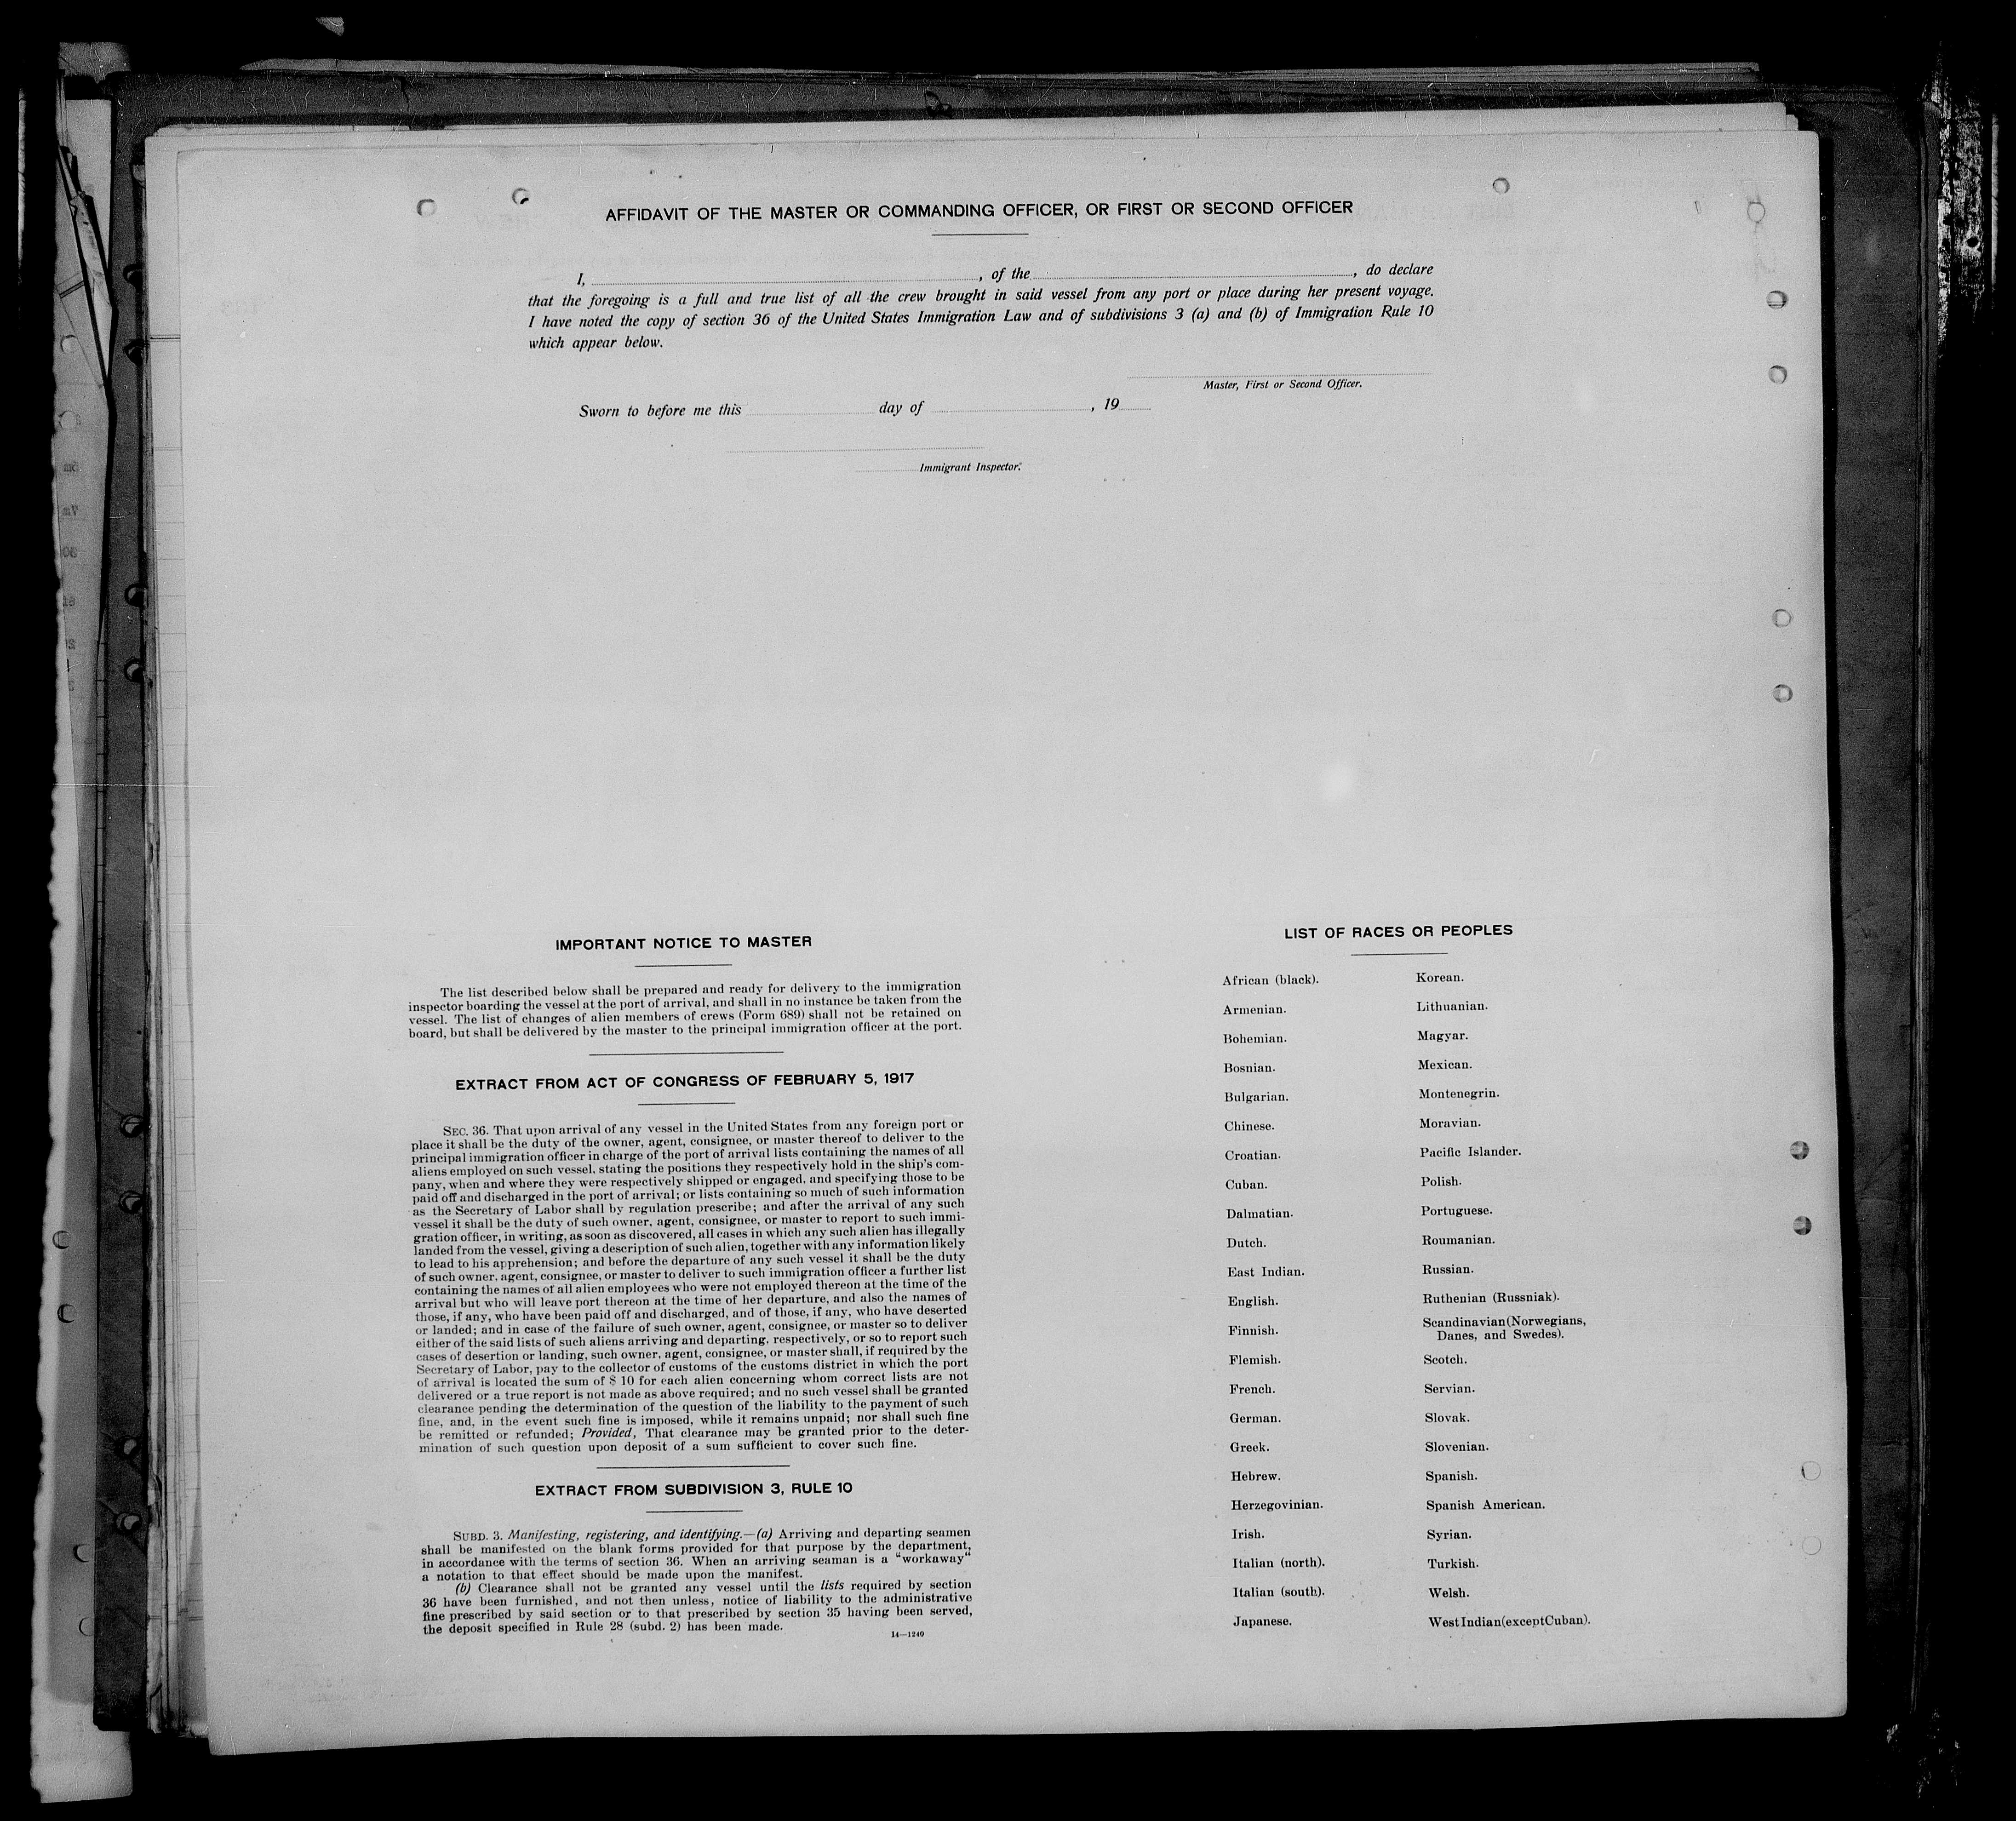 AFFIDAVIT OF THE MASTER OR COMMANDING OFFICER, OR FIRST OR SECOND OFFICER
I, , of the , do declare
that the foregoing is a full and true list of all the crew brought in said vessel from any port or place during her present voyage.
I have noted the copy of section 36 of the United States Immigration Law and of subdivisions 3 (a) and (b) of Immigration Rule 10
which appear below.
Master, First or Second Officer.
Sworn to before me this day of , 19
Immigrant Inspector.
IMPORTANT NOTICE TO MASTER
The list described below shall be prepared and ready for delivery to the immigration
inspector boarding the vessel at the port of arrival, and shall in no instance be taken from the
vessel. The list of changes of alien members of crews (Form 689) shall not be retained on
board, but shall be delivered by the master to the principal immigration officer at the port.
EXTRACT FROM ACT OF CONGRESS OF FEBRUARY 5, 1917
SEC. 36. That upon arrival of any vessel in the United States from any foreign port or
place it shall be the duty of the owner, agent, consignee, or master thereof to deliver to the
principal immigration officer in charge of the port of arrival lists containing the names of all
aliens employed on such vessel, stating the positions they respectively hold in the ship's com-
pany, when and where they were respectively shipped or engaged, and specifying those to be
paid off and discharged in the port of arrival; or lists containing so much of such information
as the Secretary of Labor shall by regulation prescribe; and after the arrival of any such
vessel it shall be the duty of such owner, agent, consignee, or master to report to such immi-
gration officer, in writing, as soon as discovered, all cases in which any such alien has illegally
landed from the vessel, giving a description of such alien, together with any information likely
to lead to his apprehension; and before the departure of any such vessel it shall be the duty
of such owner, agent, consignee, or master to deliver to such immigration officer a further list
containing the names of all alien employees who were not employed thereon at the time of the
arrival but who will leave port thereon at the time of her departure, and also the names of
those, if any, who have been paid off and discharged, and of those, if any, who have deserted
or landed; and in case of the failure of such owner, agent, consignee, or master so to deliver
either of the said lists of such aliens arriving and departing, respectively, or so to report such
cases of desertion or landing, such owner, agent, consignee, or master shall, if required by the
Secretary of Labor, pay to the collector of customs of the customs district in which the port
of arrival is located the sum of $ 10 for each alien concerning whom correct lists are not
delivered or a true report is not made as above required; and no such vessel shall be granted
clearance pending the determination of the question of the liability to the payment of such
fine, and, in the event such fine is imposed, while it remains unpaid; nor shall such fine
be remitted or refunded; Provided, That clearance may be granted prior to the deter-
mination of such question upon deposit of a sum sufficient to cover such fine.
EXTRACT FROM SUBDIVISION 3, RULE 10
SUBD. 3. Manifesting, registering, and identifying.—(a) Arriving and departing seamen
shall be manifested on the blank forms provided for that purpose by the department,
in accordance with the terms of section 36. When an arriving seaman is a "workaway"
a notation to that effect should be made upon the manifest.
(b) Clearance shall not be granted any vessel until the lists required by section
36 have been furnished, and not then unless, notice of liability to the administrative
fine prescribed by said section or to that prescribed by section 35 having been served,
the deposit specified in Rule 28 (subd. 2) has been made.
14—1240
LIST OF RACES OR PEOPLES
African (black).
Armenian.
Bohemian.
Bosnian.
Bulgarian.
Chinese.
Croatian.
Cuban.
Dalmatian.
Dutch.
East Indian.
English.
Finnish.
Flemish.
French.
German.
Greek.
Hebrew.
Herzegovinian.
Irish.
Italian (north).
Italian (south).
Japanese.
Korean.
Lithuanian.
Magyar.
Mexican.
Montenegrin.
Moravian.
Pacific Islander.
Polish.
Portuguese.
Roumanian.
Russian.
Ruthenian (Russniak).
Scandinavian (Norwegians,
Danes, and Swedes).
Scotch.
Servian.
Slovak.
Slovenian.
Spanish.
Spanish American.
Syrian.
Turkish.
Welsh.
West Indian (except Cuban).